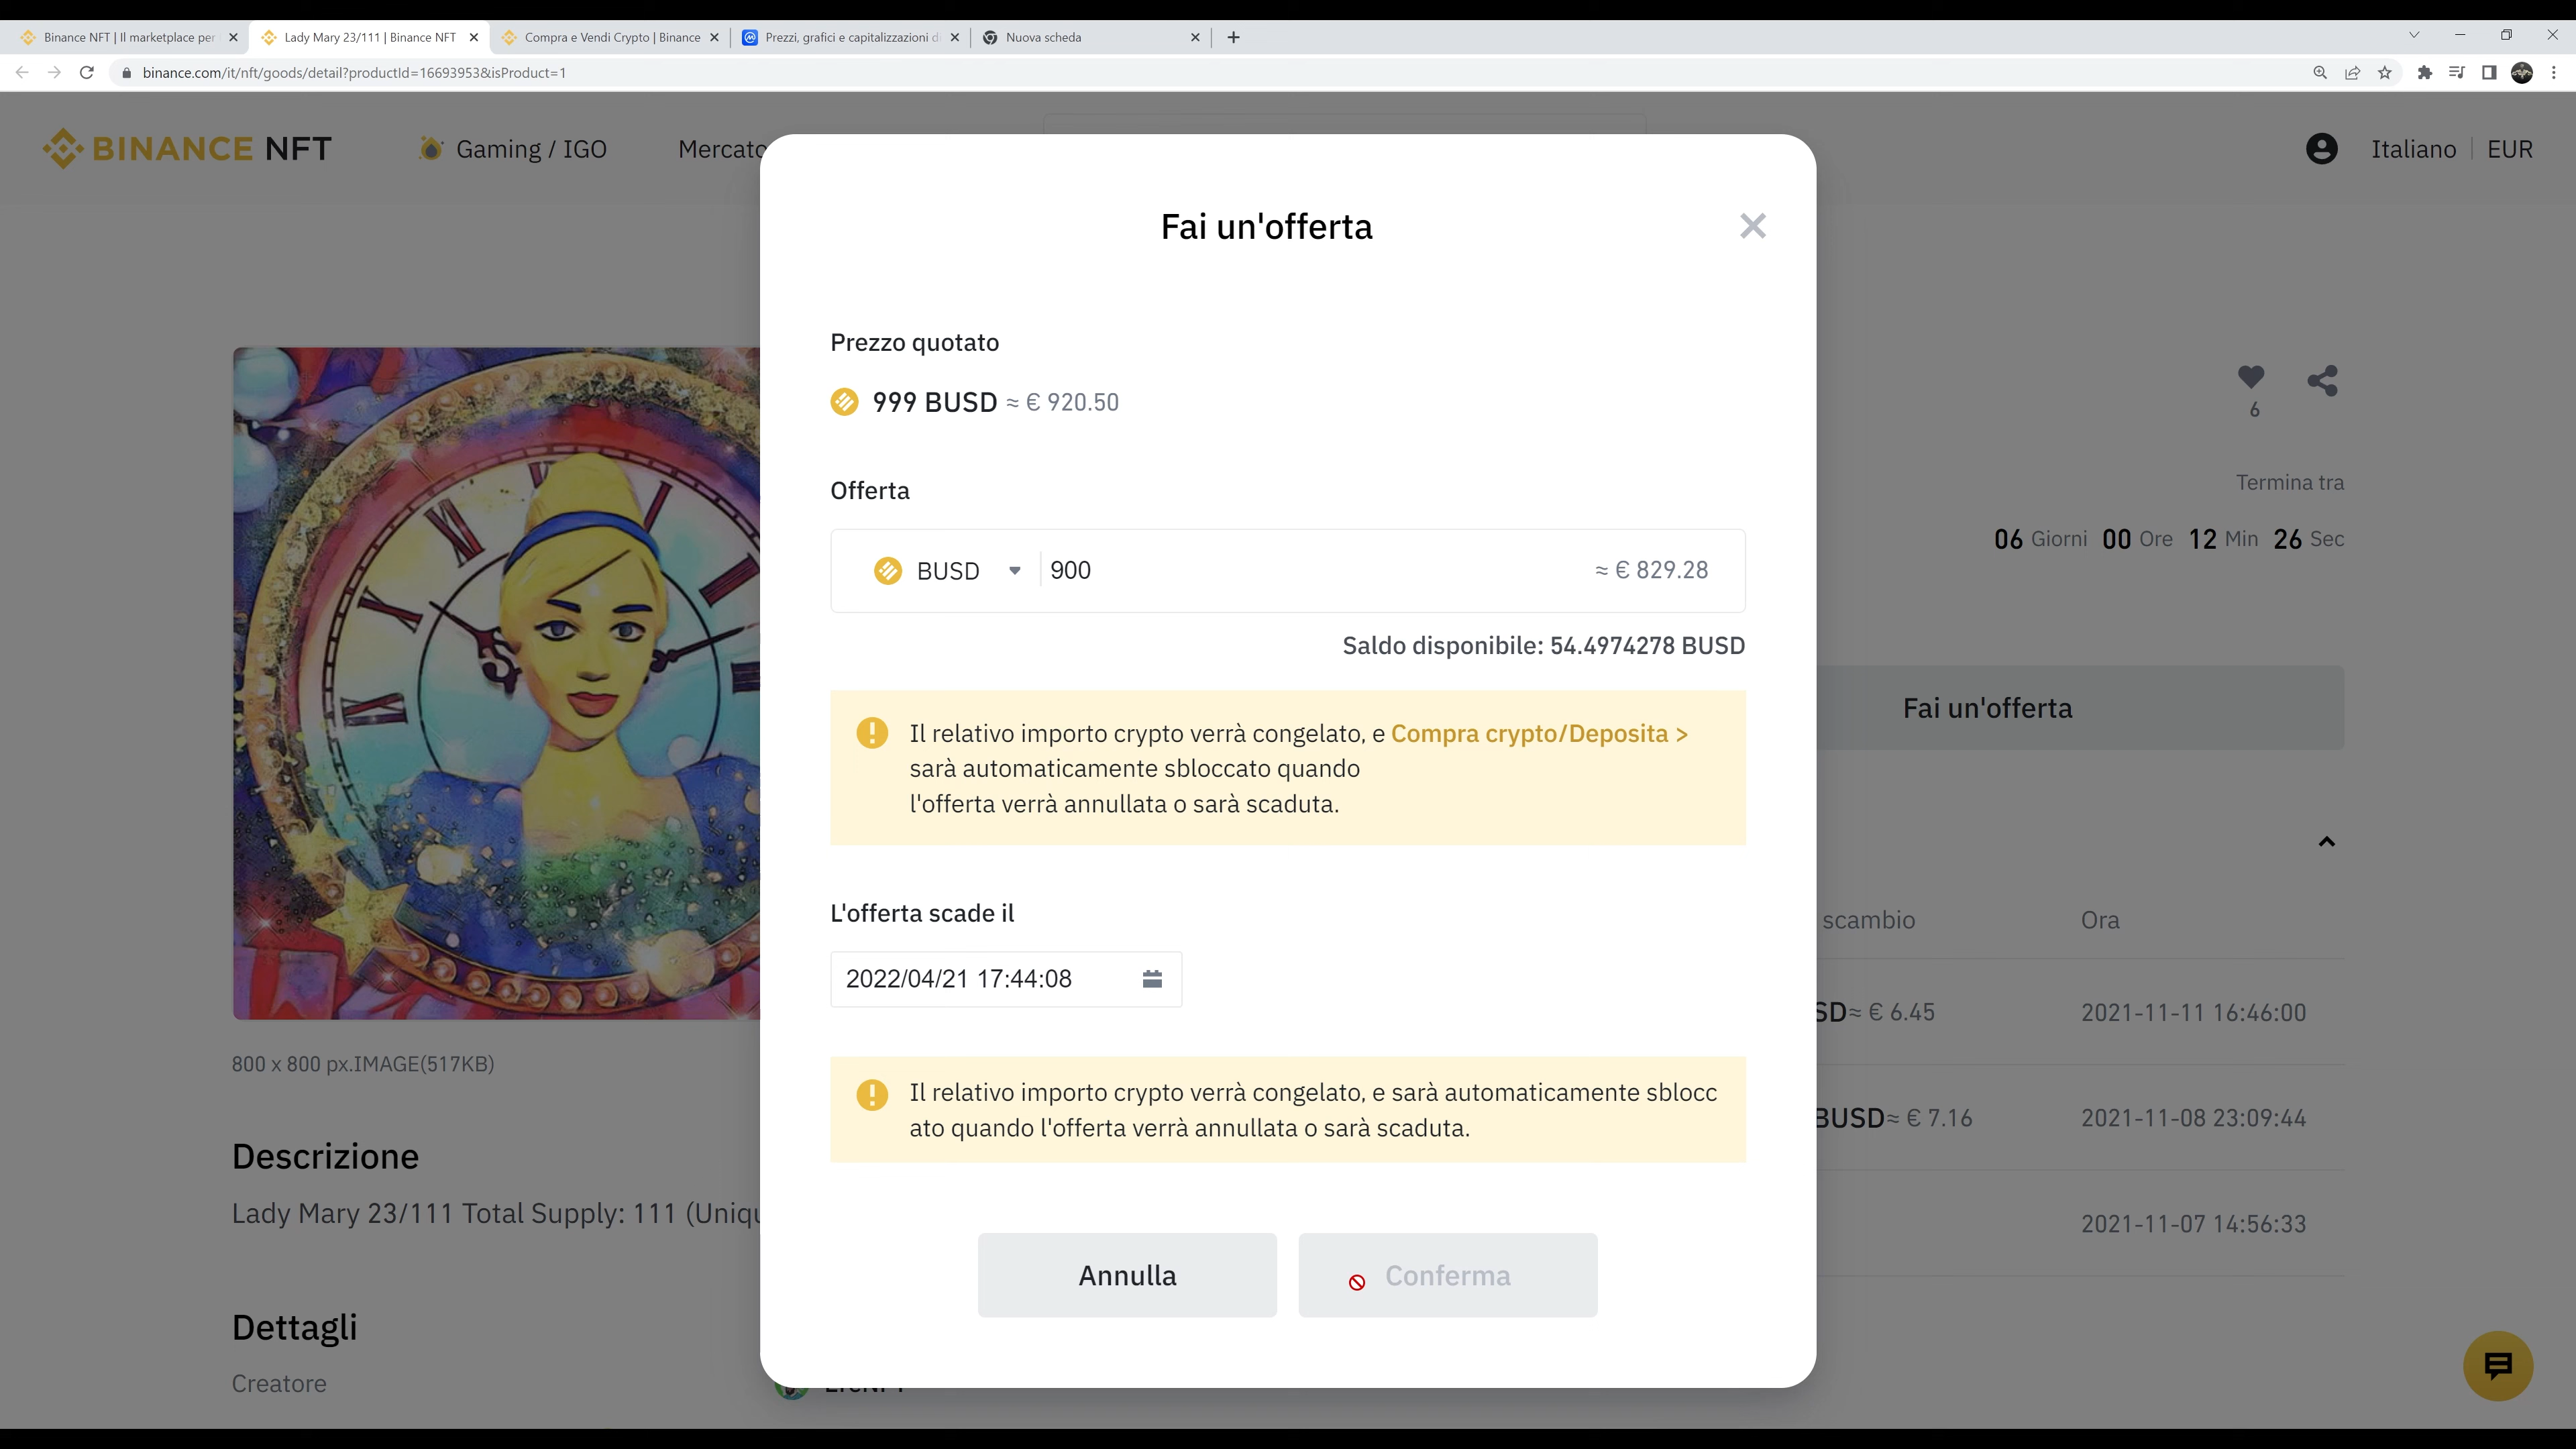 Binance NFT | Il marketplace per
Lady Mary 23/111 | Binance NFT
Compra e Vendi Crypto | Binance
Prezzi, grafici e capitalizzazioni d
Nuova scheda
binance.com/it/nft/goods/detail?productId=16693953&isProduct=1
BINANCE NFT
Gaming / IGO
Mercato
Italiano
EUR
Fai un'offerta
Prezzo quotato
999 BUSD ≈ € 920.50
Offerta
BUSD 900 ≈ € 829.28
Saldo disponibile: 54.4974278 BUSD
Il relativo importo crypto verrà congelato, e Compra crypto/Deposita >
sarà automaticamente sbloccato quando
l'offerta verrà annullata o sarà scaduta.
L'offerta scade il
2022/04/21 17:44:08
Il relativo importo crypto verrà congelato, e sarà automaticamente sblocc
ato quando l'offerta verrà annullata o sarà scaduta.
Annulla
Conferma
6
Termina tra
06 Giorni 00 Ore 12 Min 26 Sec
Fai un'offerta
scambio Ora
SD≈ € 6.45 2021-11-11 16:46:00
BUSD≈ € 7.16 2021-11-08 23:09:44
2021-11-07 14:56:33
800 x 800 px.IMAGE(517KB)
Descrizione
Lady Mary 23/111 Total Supply: 111 (Uniqu
Dettagli
Creatore